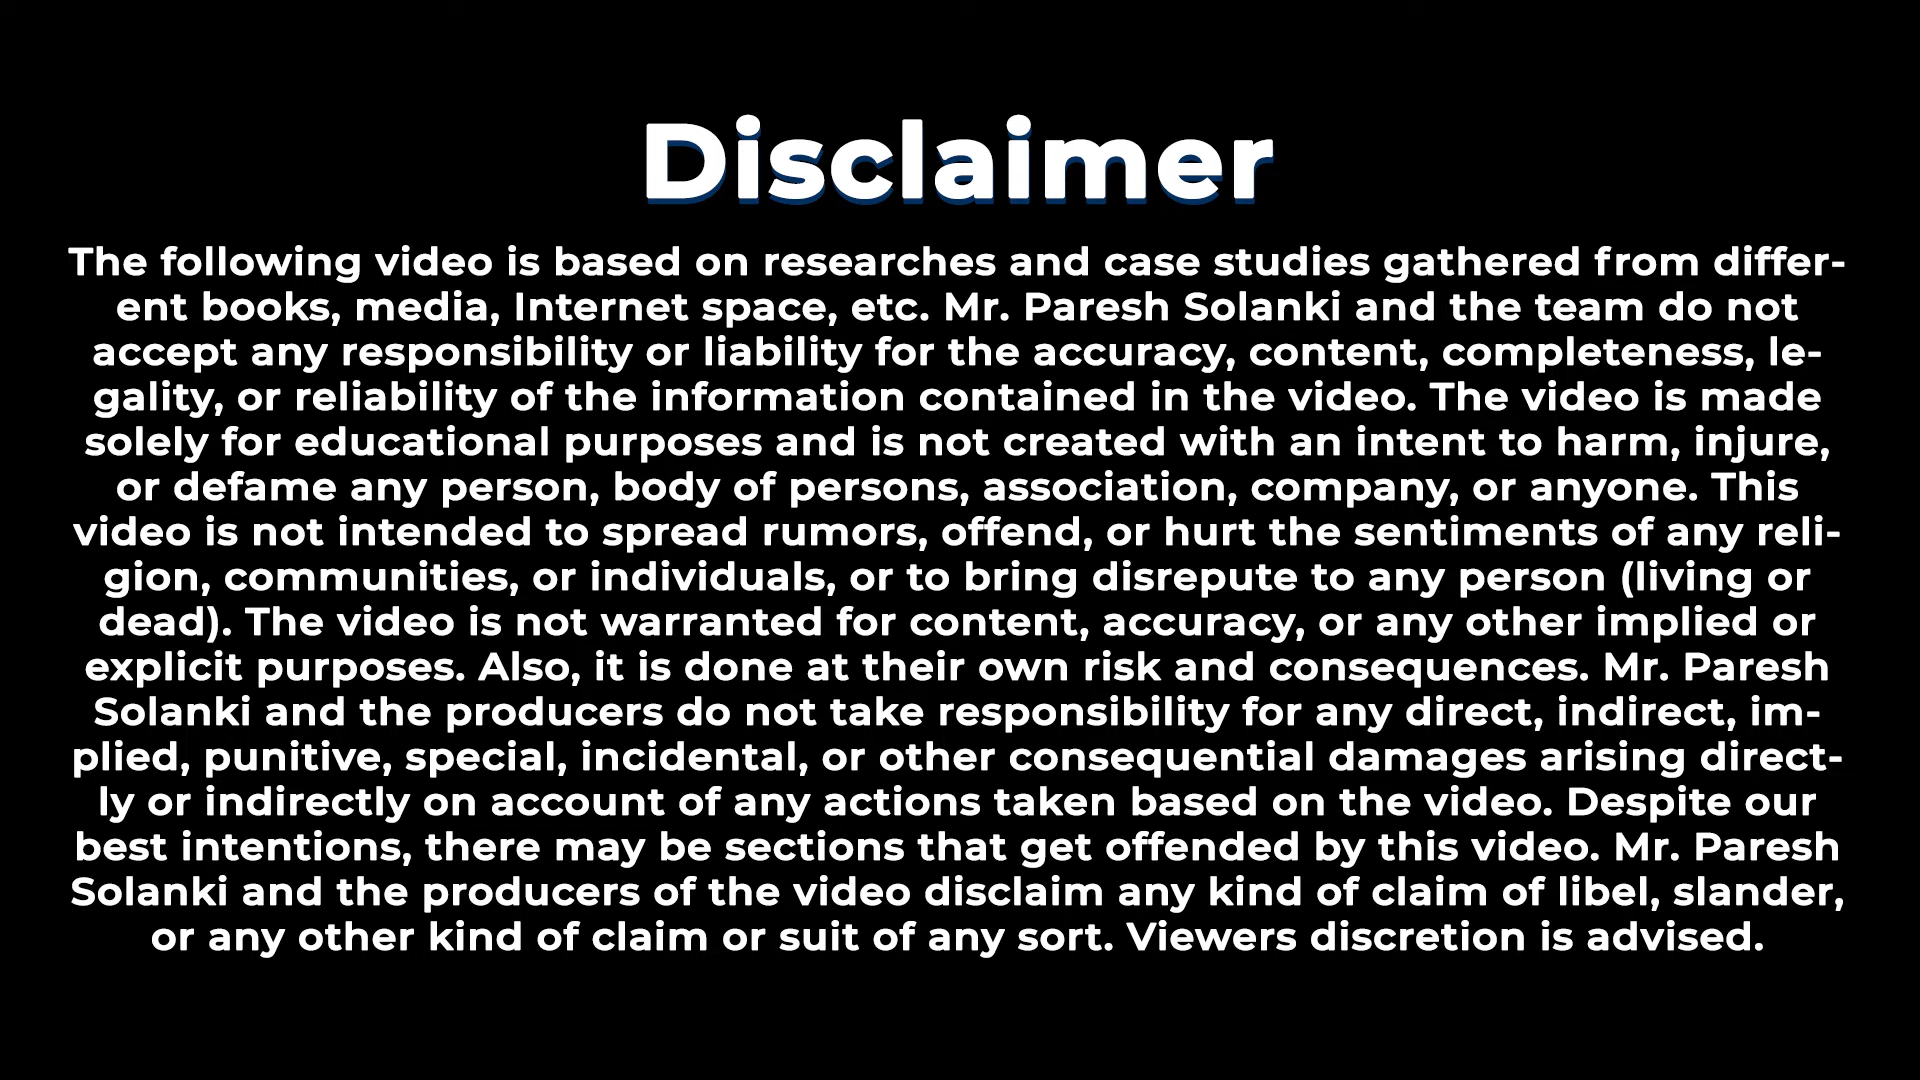 Disclaimer
The following video is based on researches and case studies gathered from differ-
ent books, media, Internet space, etc. Mr. Paresh Solanki and the team do not
accept any responsibility or liability for the accuracy, content, completeness, le-
gality, or reliability of the information contained in the video. The video is made
solely for educational purposes and is not created with an intent to harm, injure,
or defame any person, body of persons, association, company, or anyone. This
video is not intended to spread rumors, offend, or hurt the sentiments of any reli-
gion, communities, or individuals, or to bring disrepute to any person (living or
dead). The video is not warranted for content, accuracy, or any other implied or
explicit purposes. Also, it is done at their own risk and consequences. Mr. Paresh
Solanki and the producers do not take responsibility for any direct, indirect, im-
plied, punitive, special, incidental, or other consequential damages arising direct-
ly or indirectly on account of any actions taken based on the video. Despite our
best intentions, there may be sections that get offended by this video. Mr. Paresh
Solanki and the producers of the video disclaim any kind of claim of libel, slander,
or any other kind of claim or suit of any sort. Viewers discretion is advised.